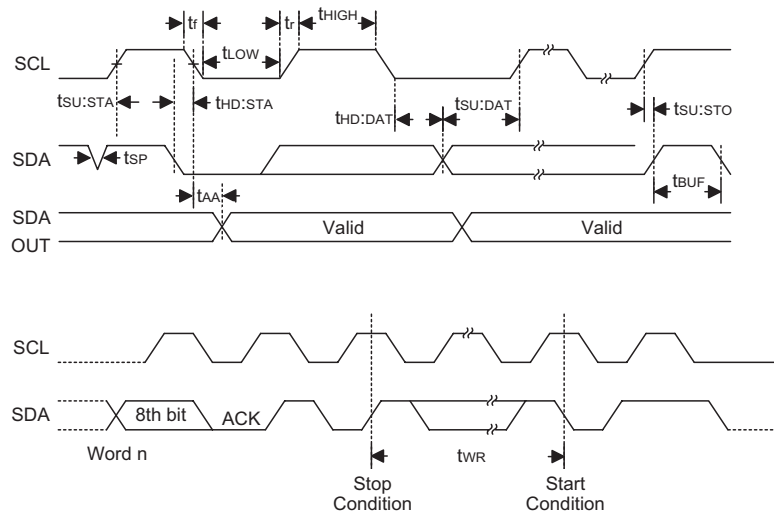 tf
tr
tHIGH
SCL
tLOW
tSU:STA
tHD:STA
tHD:DAT
tSU:DAT
tSU:STO
SDA
tSP
tBUF
tAA
SDA
OUT
Valid
Valid
SCL
SDA
8th bit
ACK
Word n
tWR
Stop
Condition
Start
Condition